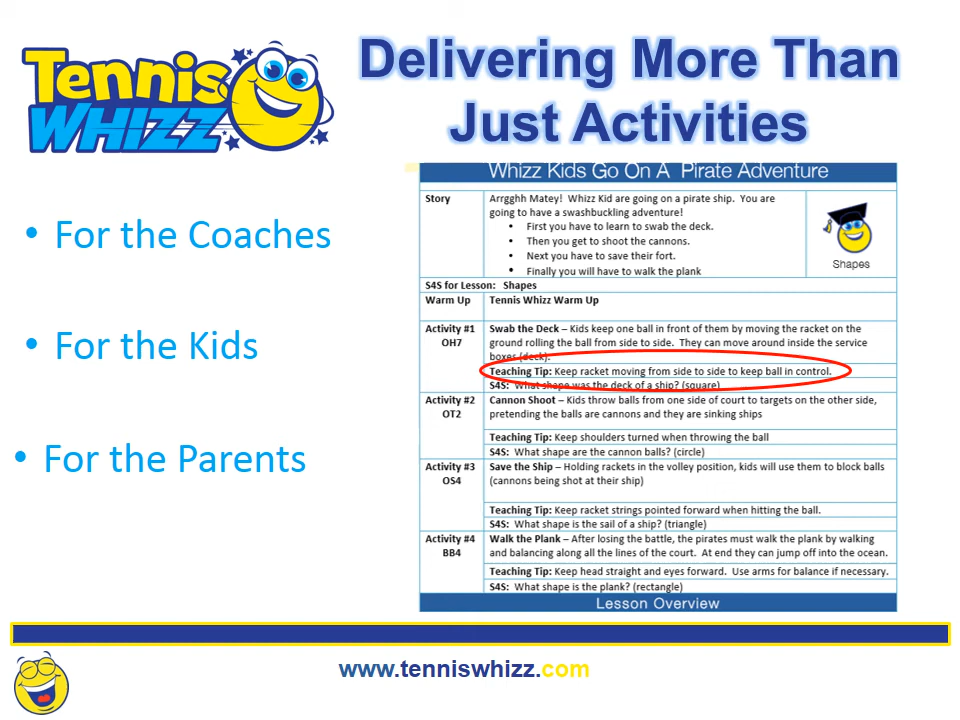 Tennis
WHIZZ
Delivering More Than
Just Activities
• For the Coaches
• For the Kids
• For the Parents
Whizz Kids Go On A Pirate Adventure
Story
Arrgghh Matey! Whizz Kid are going on a pirate ship. You are
going to have a swashbuckling adventure!
• First you have to learn to swab the deck.
• Then you get to shoot the cannons.
• Next you have to save their fort.
• Finally you will have to walk the plank
Shapes
S4S for Lesson: Shapes
Warm Up Tennis Whizz Warm Up
Activity #1
OH7
Swab the Deck – Kids keep one ball in front of them by moving the racket on the
ground rolling the ball from side to side. They can move around inside the service
boxes (deck).
Teaching Tip: Keep racket moving from side to side to keep ball in control.
S4S: What shape was the deck of a ship? (square)
Activity #2
OT2
Cannon Shoot – Kids throw balls from one side of court to targets on the other side,
pretending the balls are cannons and they are sinking ships
Teaching Tip: Keep shoulders turned when throwing the ball
S4S: What shape are the cannon balls? (circle)
Activity #3
OS4
Save the Ship – Holding rackets in the volley position, kids will use them to block balls
(cannons being shot at their ship)
Teaching Tip: Keep racket strings pointed forward when hitting the ball.
S4S: What shape is the sail of a ship? (triangle)
Activity #4
BB4
Walk the Plank – After losing the battle, the pirates must walk the plank by walking
and balancing along all the lines of the court. At end they can jump off into the ocean.
Teaching Tip: Keep head straight and eyes forward. Use arms for balance if necessary.
S4S: What shape is the plank? (rectangle)
Lesson Overview
www.tenniswhizz.com